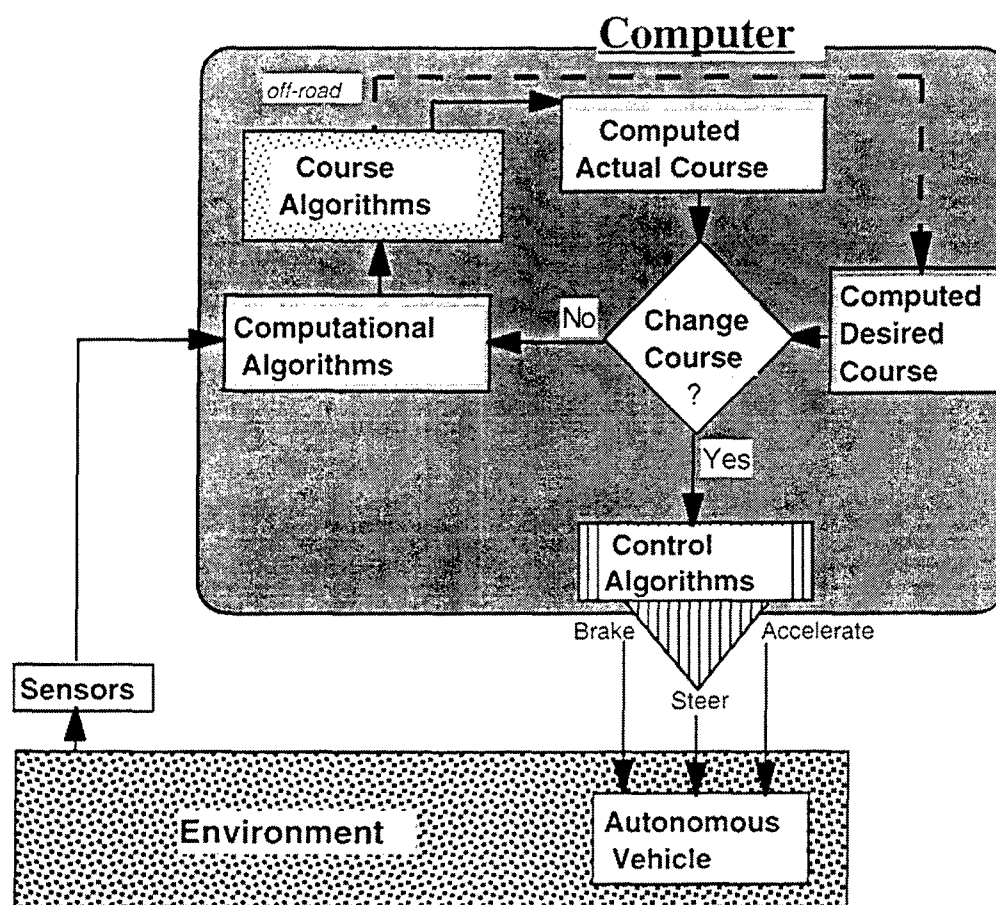 Computer
off-road
Course
Algorithms
Computed
Actual Course
Computational
Algorithms
No
Change
Course
?
Computed
Desired
Course
Yes
Control
Algorithms
Brake
Accelerate
Steer
Sensors
Environment
Autonomous
Vehicle